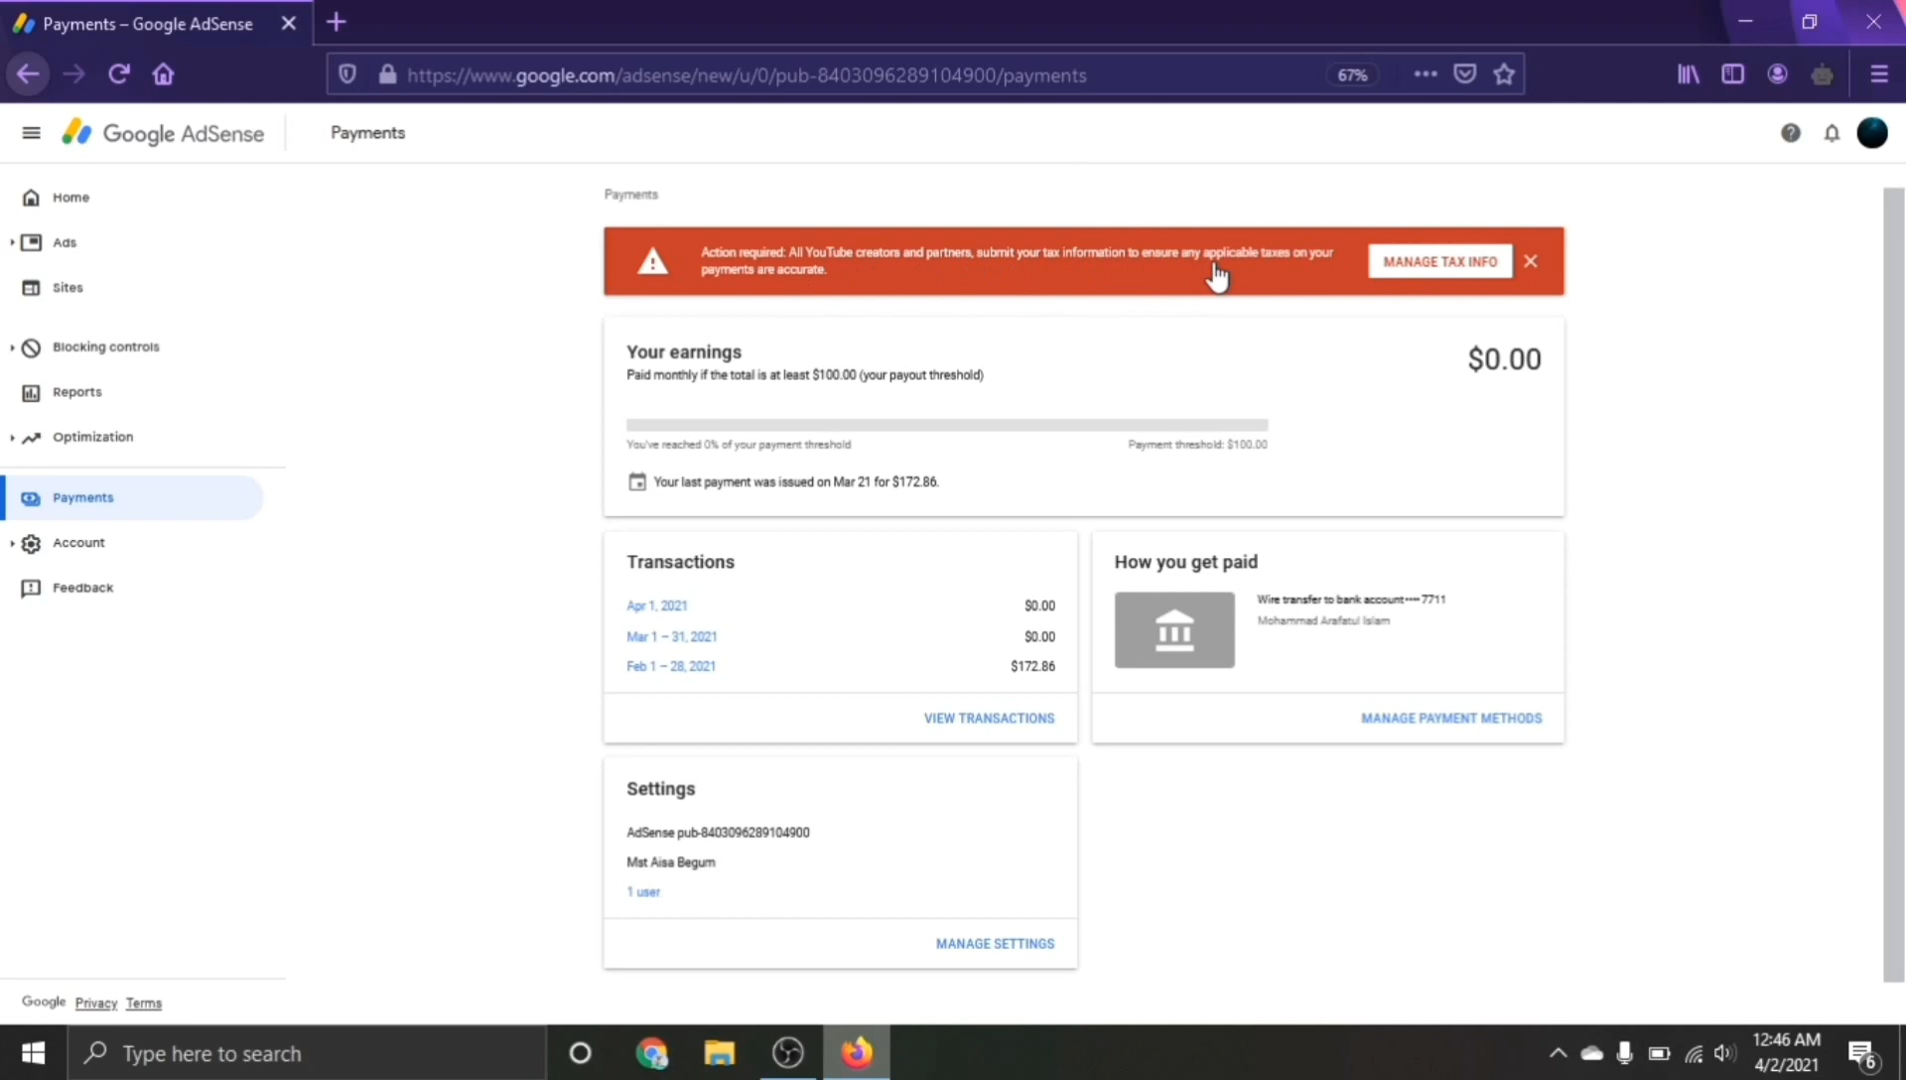 Payments – Google AdSense
https://www.google.com/adsense/new/u/0/pub-8403096289104900/payments
67%
Google AdSense
Payments
Home
Ads
Sites
Blocking controls
Reports
Optimization
Payments
Account
Feedback
Google Privacy Terms
Payments
Action required: All YouTube creators and partners, submit your tax information to ensure any applicable taxes on your
payments are accurate.
MANAGE TAX INFO
Your earnings
$0.00
Paid monthly if the total is at least $100.00 (your payout threshold)
You've reached 0% of your payment threshold
Payment threshold: $100.00
Your last payment was issued on Mar 21 for $172.86.
Transactions
Apr 1, 2021 $0.00
Mar 1 – 31, 2021 $0.00
Feb 1 – 28, 2021 $172.86
VIEW TRANSACTIONS
How you get paid
Wire transfer to bank account •••• 7711
Mohammad Arafatul Islam
MANAGE PAYMENT METHODS
Settings
AdSense pub-8403096289104900
Mst Aisa Begum
1 user
MANAGE SETTINGS
Type here to search
12:46 AM
4/2/2021
6